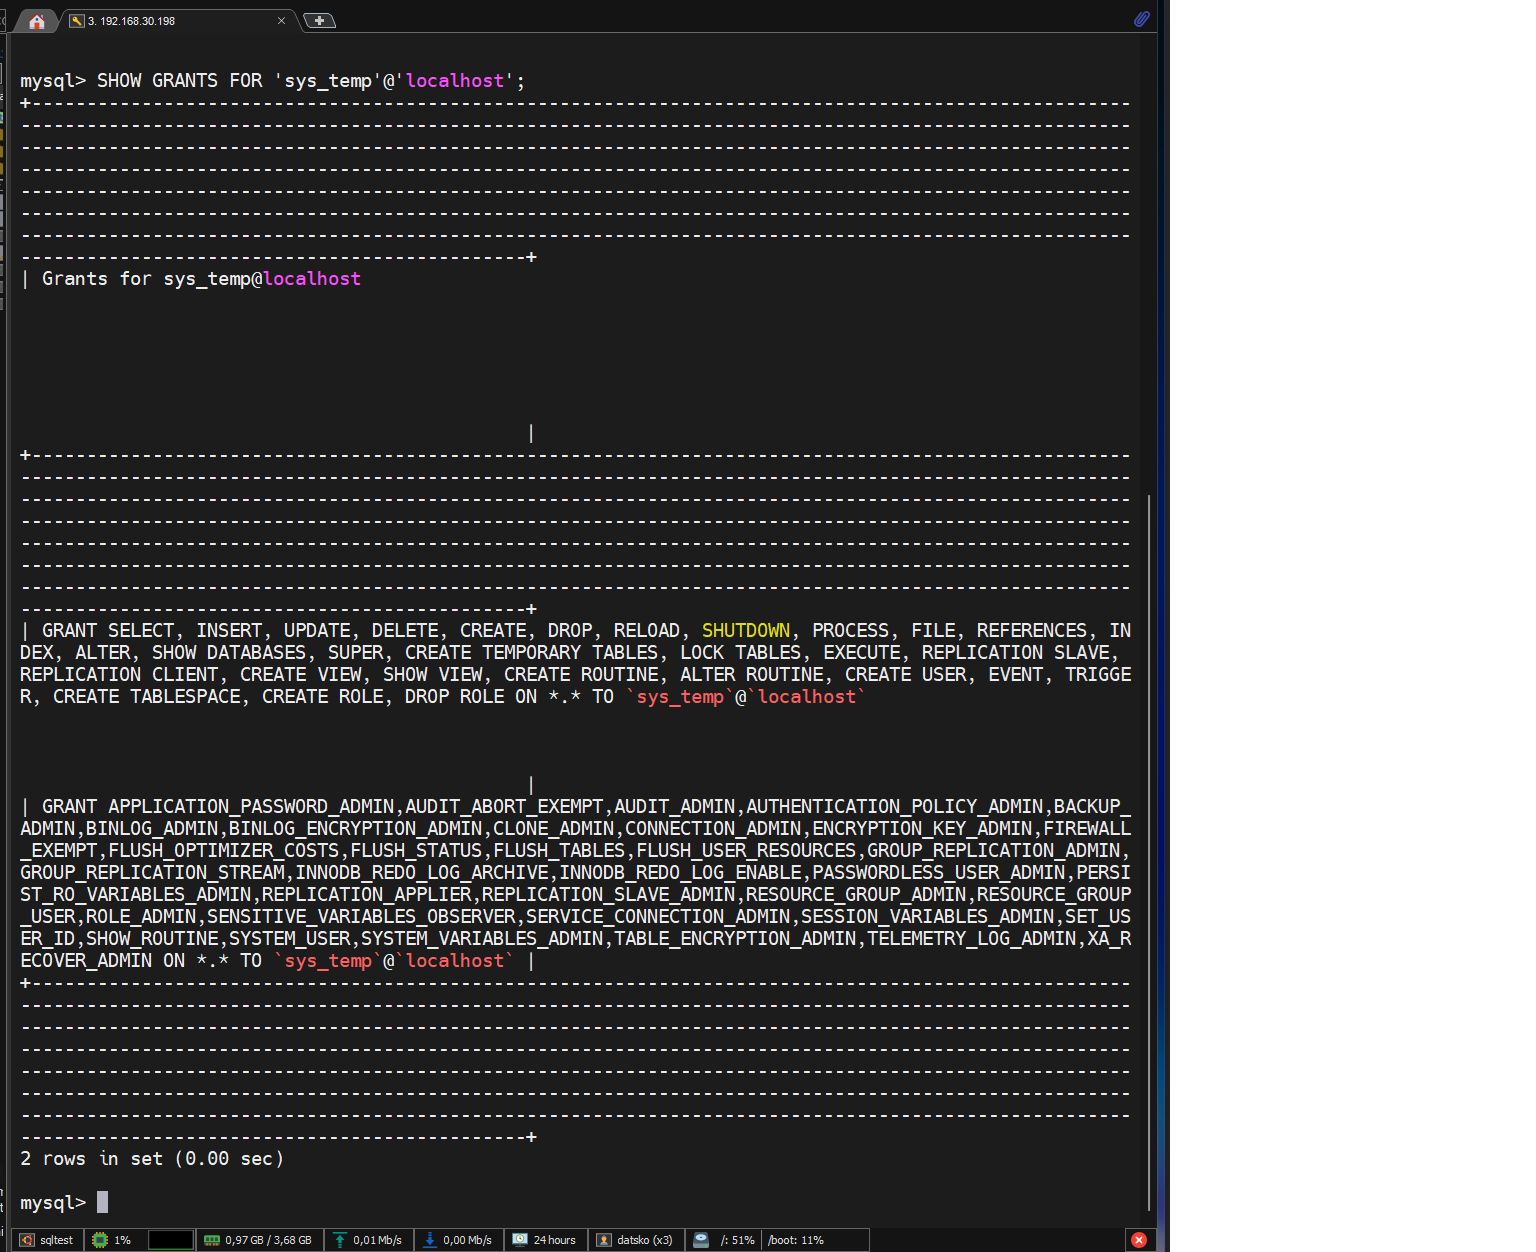 3. 192.168.30.198
mysql> SHOW GRANTS FOR 'sys_temp'@'localhost';
+-----------------------------------------------------------------------------------------------------
-----------------------------------------------------------------------------------------------------
-----------------------------------------------------------------------------------------------------
-----------------------------------------------------------------------------------------------------
-----------------------------------------------------------------------------------------------------
-----------------------------------------------------------------------------------------------------
-----------------------------------------------------------------------------------------------------
----------------------------------------------+
| Grants for sys_temp@localhost
|
+-----------------------------------------------------------------------------------------------------
-----------------------------------------------------------------------------------------------------
-----------------------------------------------------------------------------------------------------
-----------------------------------------------------------------------------------------------------
-----------------------------------------------------------------------------------------------------
-----------------------------------------------------------------------------------------------------
-----------------------------------------------------------------------------------------------------
----------------------------------------------+
| GRANT SELECT, INSERT, UPDATE, DELETE, CREATE, DROP, RELOAD, SHUTDOWN, PROCESS, FILE, REFERENCES, IN
DEX, ALTER, SHOW DATABASES, SUPER, CREATE TEMPORARY TABLES, LOCK TABLES, EXECUTE, REPLICATION SLAVE,
REPLICATION CLIENT, CREATE VIEW, SHOW VIEW, CREATE ROUTINE, ALTER ROUTINE, CREATE USER, EVENT, TRIGGE
R, CREATE TABLESPACE, CREATE ROLE, DROP ROLE ON *.* TO `sys_temp`@`localhost`
|
| GRANT APPLICATION_PASSWORD_ADMIN,AUDIT_ABORT_EXEMPT,AUDIT_ADMIN,AUTHENTICATION_POLICY_ADMIN,BACKUP_
ADMIN,BINLOG_ADMIN,BINLOG_ENCRYPTION_ADMIN,CLONE_ADMIN,CONNECTION_ADMIN,ENCRYPTION_KEY_ADMIN,FIREWALL
_EXEMPT,FLUSH_OPTIMIZER_COSTS,FLUSH_STATUS,FLUSH_TABLES,FLUSH_USER_RESOURCES,GROUP_REPLICATION_ADMIN,
GROUP_REPLICATION_STREAM,INNODB_REDO_LOG_ARCHIVE,INNODB_REDO_LOG_ENABLE,PASSWORDLESS_USER_ADMIN,PERSI
ST_RO_VARIABLES_ADMIN,REPLICATION_APPLIER,REPLICATION_SLAVE_ADMIN,RESOURCE_GROUP_ADMIN,RESOURCE_GROUP
_USER,ROLE_ADMIN,SENSITIVE_VARIABLES_OBSERVER,SERVICE_CONNECTION_ADMIN,SESSION_VARIABLES_ADMIN,SET_US
ER_ID,SHOW_ROUTINE,SYSTEM_USER,SYSTEM_VARIABLES_ADMIN,TABLE_ENCRYPTION_ADMIN,TELEMETRY_LOG_ADMIN,XA_R
ECOVER_ADMIN ON *.* TO `sys_temp`@`localhost` |
+-----------------------------------------------------------------------------------------------------
-----------------------------------------------------------------------------------------------------
-----------------------------------------------------------------------------------------------------
-----------------------------------------------------------------------------------------------------
-----------------------------------------------------------------------------------------------------
-----------------------------------------------------------------------------------------------------
-----------------------------------------------------------------------------------------------------
----------------------------------------------+
2 rows in set (0.00 sec)
mysql>
sqltest 1% 0,97 GB / 3,68 GB 0,01 Mb/s 0,00 Mb/s 24 hours datsko (x3) /: 51% /boot: 11%